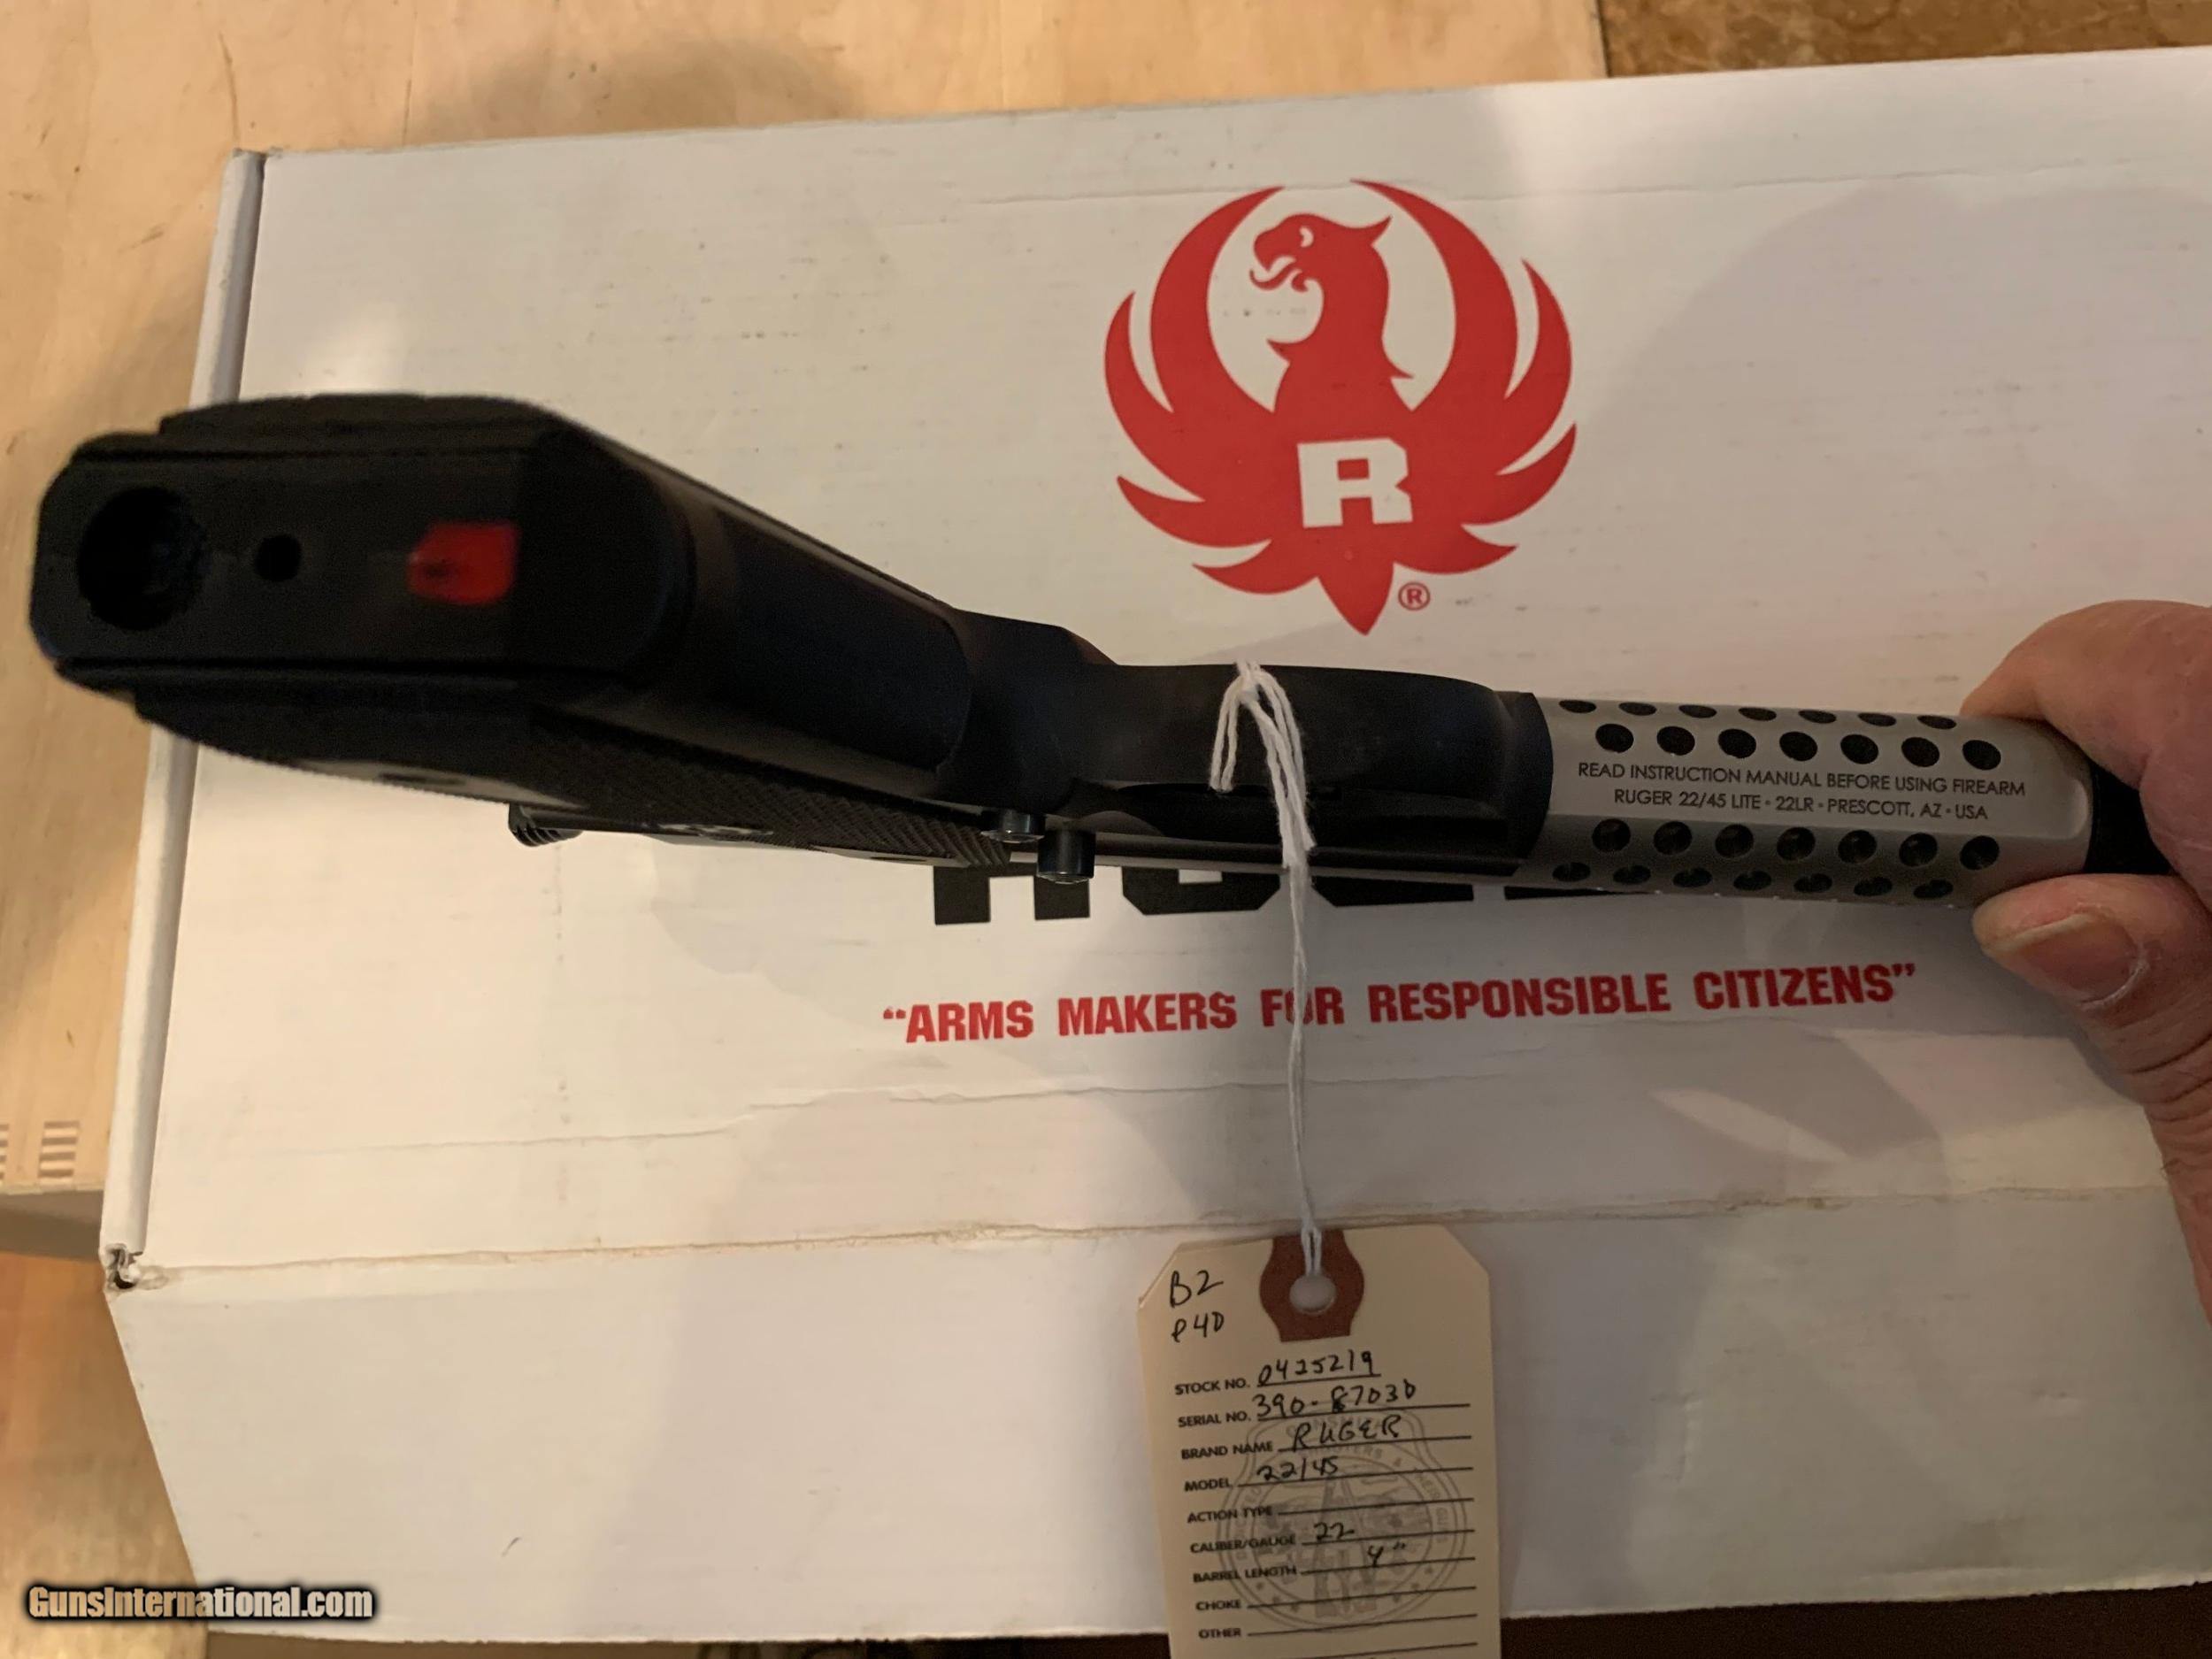 R
®
READ INSTRUCTION MANUAL BEFORE USING FIREARM
RUGER 22/45 LITE • 22LR • PRESCOTT, AZ • USA
“ARMS MAKERS FOR RESPONSIBLE CITIZENS”
B2
P40
STOCK NO. 0425219
SERIAL NO. 390-87030
BRAND NAME RUGER
MODEL 22/45
ACTION TYPE
CALIBER/GAUGE 22
BARREL LENGTH 4"
CHOKE
OTHER
GunsInternational.com